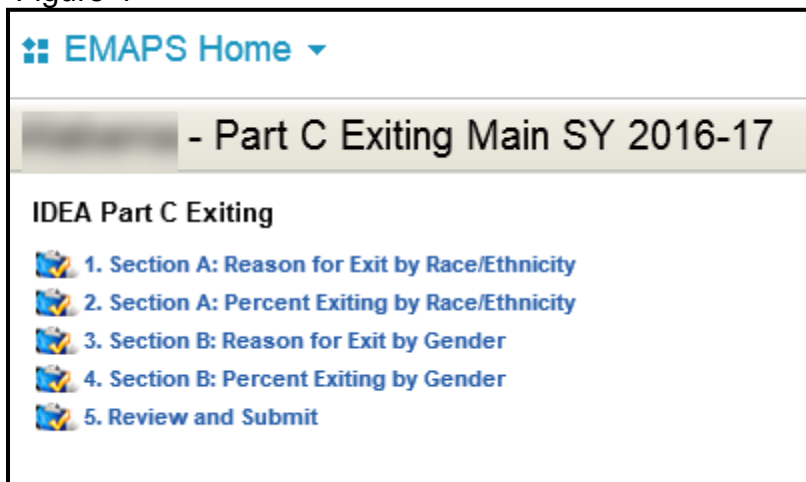 EMAPS Home
- Part C Exiting Main SY 2016-17
IDEA Part C Exiting
1. Section A: Reason for Exit by Race/Ethnicity
2. Section A: Percent Exiting by Race/Ethnicity
3. Section B: Reason for Exit by Gender
4. Section B: Percent Exiting by Gender
5. Review and Submit